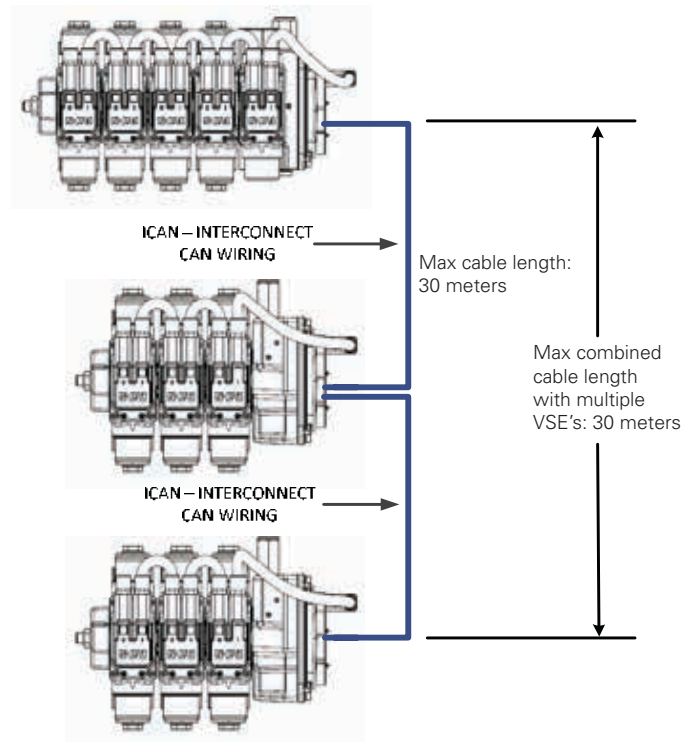 ICAN – INTERCONNECT
CAN WIRING
Max cable length:
30 meters
Max combined
cable length
with multiple
VSE's: 30 meters
ICAN – INTERCONNECT
CAN WIRING